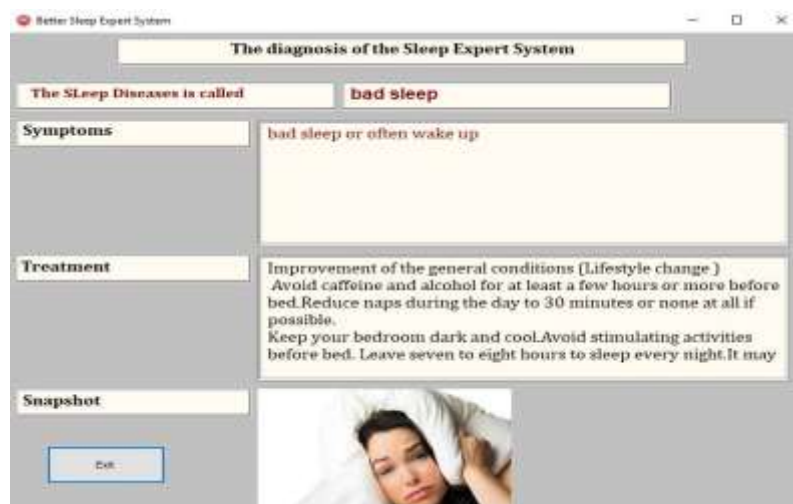 Better Sleep Expert System
The diagnosis of the Sleep Expert System
The SLeep Diseases is called
bad sleep
Symptoms
bad sleep or often wake up
Treatment
Improvement of the general conditions (Lifestyle change )
Avoid caffeine and alcohol for at least a few hours or more before
bed.Reduce naps during the day to 30 minutes or none at all if
possible.
Keep your bedroom dark and cool.Avoid stimulating activities
before bed. Leave seven to eight hours to sleep every night.It may
Snapshot
Exit